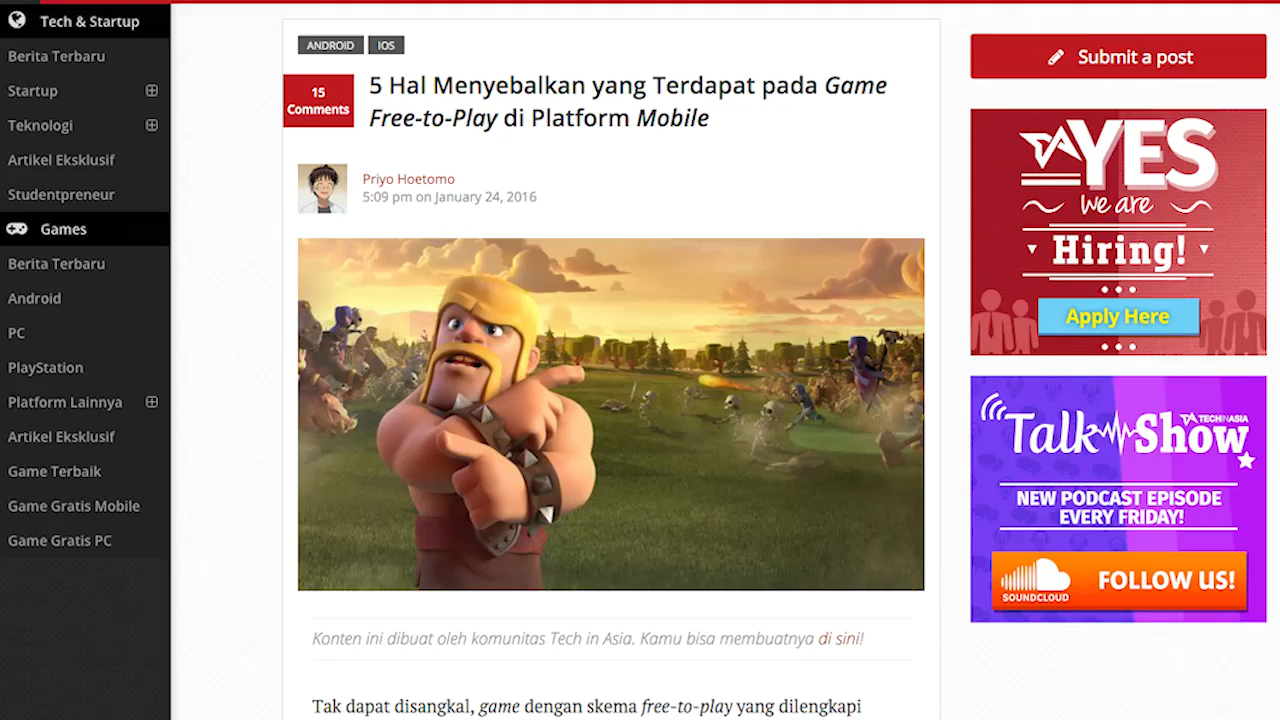 Tech & Startup
Berita Terbaru
Startup
Teknologi
Artikel Eksklusif
Studentpreneur
Games
Berita Terbaru
Android
PC
PlayStation
Platform Lainnya
Artikel Eksklusif
Game Terbaik
Game Gratis Mobile
Game Gratis PC
ANDROID
IOS
15
Comments
5 Hal Menyebalkan yang Terdapat pada Game
Free-to-Play di Platform Mobile
Priyo Hoetomo
5:09 pm on January 24, 2016
Konten ini dibuat oleh komunitas Tech in Asia. Kamu bisa membuatnya di sini!
Tak dapat disangkal, game dengan skema free-to-play yang dilengkapi
Submit a post
YES
we are
Hiring!
Apply Here
TECHINASIA
Talk Show
NEW PODCAST EPISODE
EVERY FRIDAY!
SOUNDCLOUD
FOLLOW US!